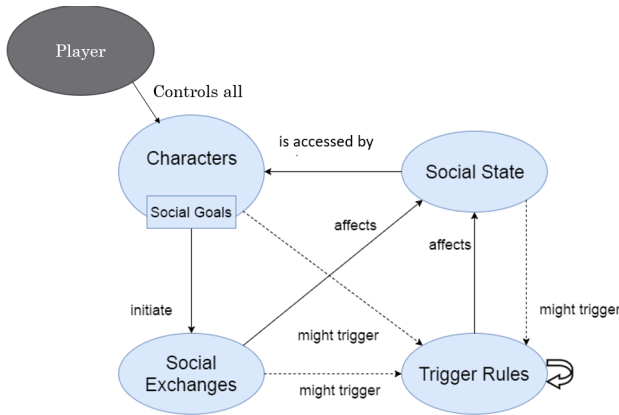 Player
Controls all
Characters
is accessed by
Social State
Social Goals
affects
affects
initiate
might trigger
might trigger
Social
Exchanges
might trigger
Trigger Rules